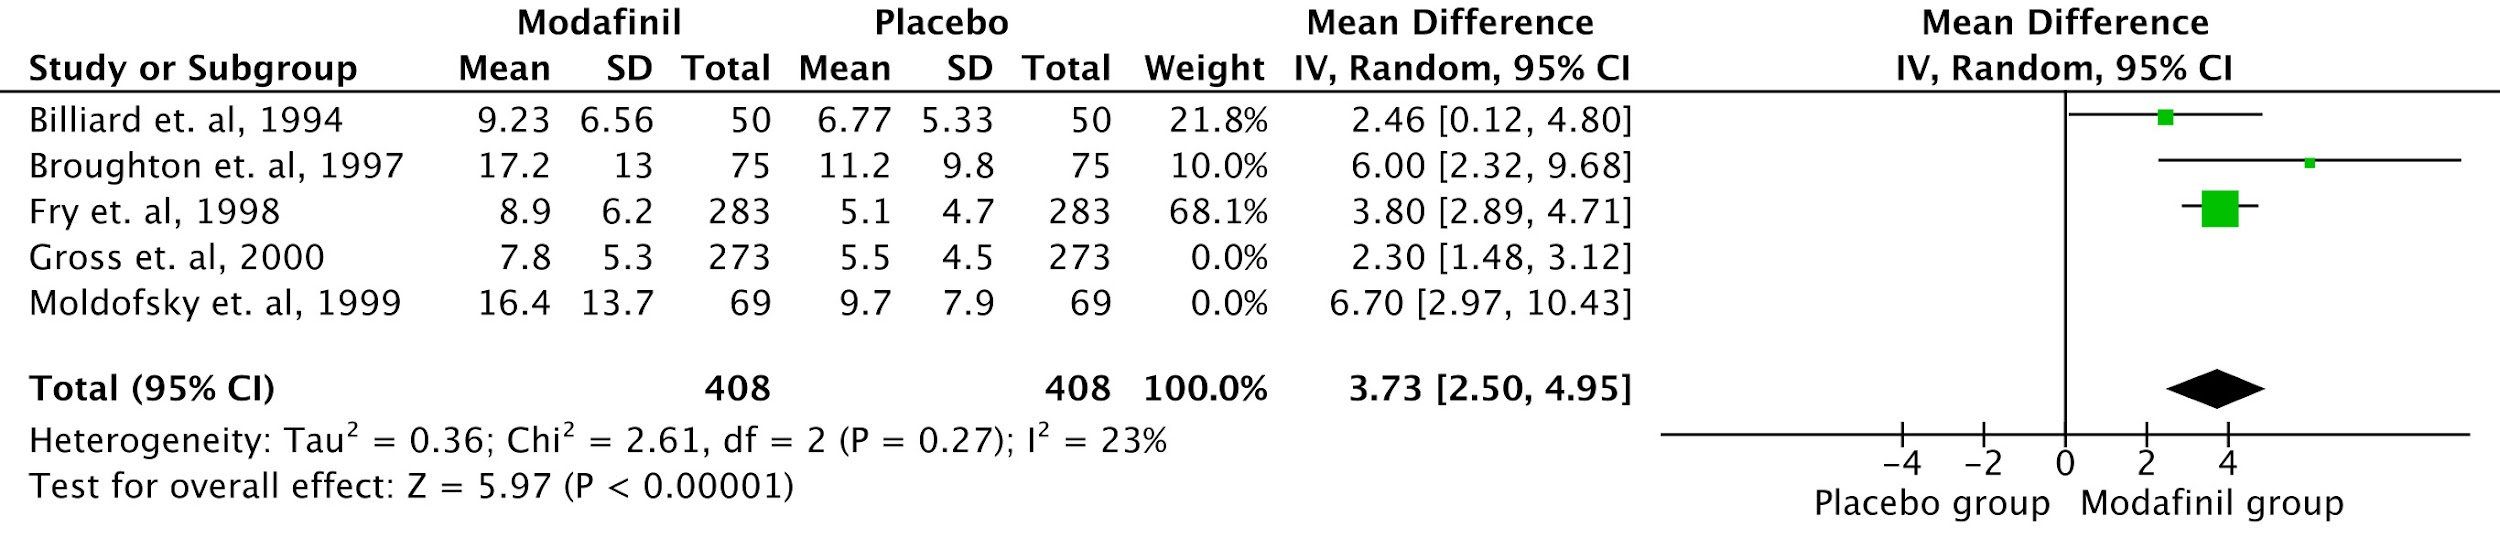 Modafinil Placebo Mean Difference Mean Difference
Study or Subgroup Mean SD Total Mean SD Total Weight IV, Random, 95% CI IV, Random, 95% CI
Billiard et. al, 1994 9.23 6.56 50 6.77 5.33 50 21.8% 2.46 [0.12, 4.80]
Broughton et. al, 1997 17.2 13 75 11.2 9.8 75 10.0% 6.00 [2.32, 9.68]
Fry et. al, 1998 8.9 6.2 283 5.1 4.7 283 68.1% 3.80 [2.89, 4.71]
Gross et. al, 2000 7.8 5.3 273 5.5 4.5 273 0.0% 2.30 [1.48, 3.12]
Moldofsky et. al, 1999 16.4 13.7 69 9.7 7.9 69 0.0% 6.70 [2.97, 10.43]
Total (95% CI) 408 408 100.0% 3.73 [2.50, 4.95]
Heterogeneity: Tau² = 0.36; Chi² = 2.61, df = 2 (P = 0.27); I² = 23%
Test for overall effect: Z = 5.97 (P < 0.00001)
−4 −2 0 2 4
Placebo group Modafinil group